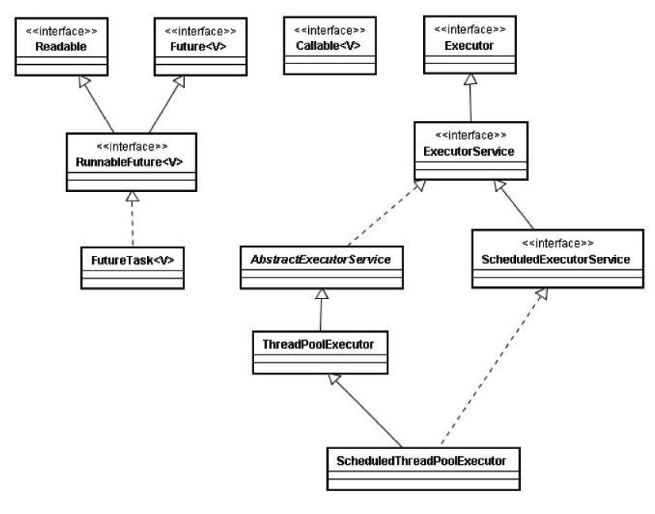 <<interface>>
Readable
<<interface>>
Future<V>
<<interface>>
Callable<V>
<<interface>>
Executor
<<interface>>
RunnableFuture<V>
<<interface>>
ExecutorService
FutureTask<V>
AbstractExecutorService
<<interface>>
ScheduledExecutorService
ThreadPoolExecutor
ScheduledThreadPoolExecutor